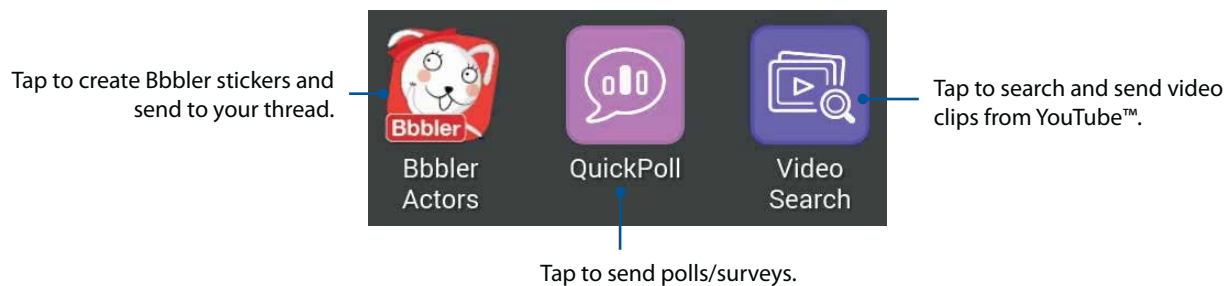 Tap to create Bbbler stickers and
send to your thread.
Bbbler
Bbbler
Actors
QuickPoll
Video
Search
Tap to search and send video
clips from YouTube™.
Tap to send polls/surveys.